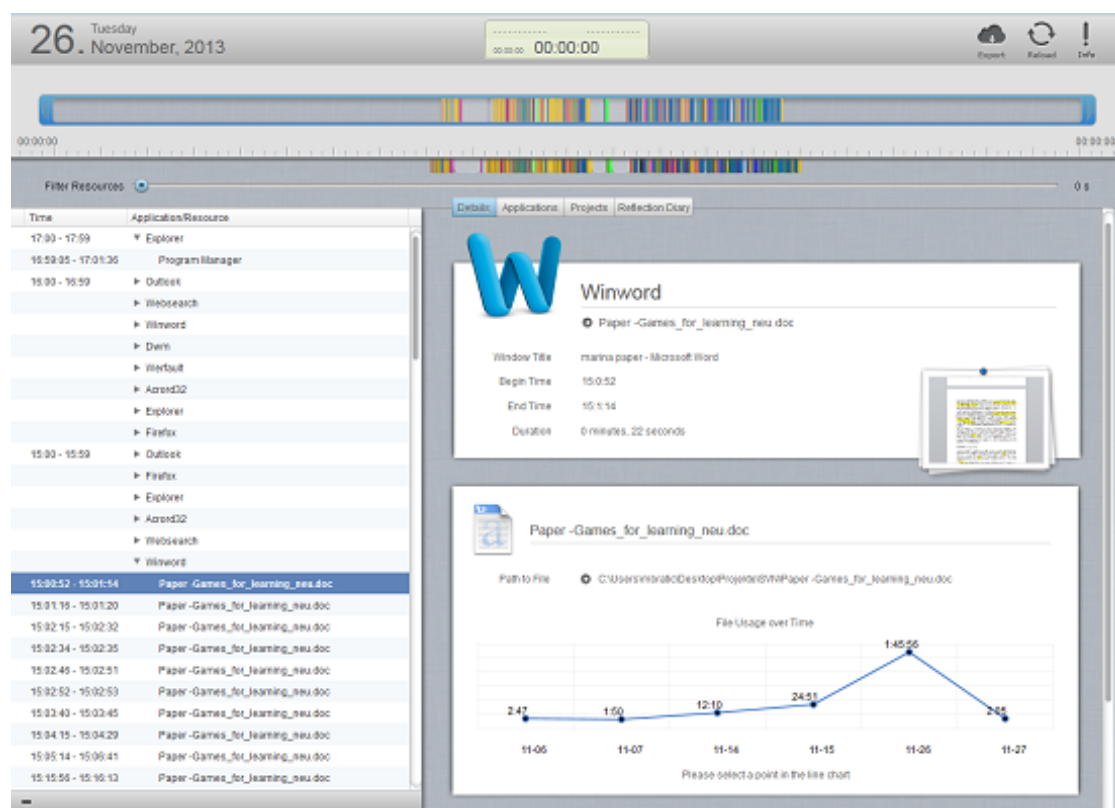 26. Tuesday
November, 2013
00:00:00 00:00:00
Export Reload Info
00:00:00 00:00:00
Filter Resources 0 s
Details Applications Projects Reflection Diary
Time Application/Resource
17:00 - 17:59 Explorer
16:59:05 - 17:01:36 Program Manager
16:00 - 16:59 Outlook
Websearch
Winword
Dwm
Werfault
Acrord32
Explorer
Firefox
15:00 - 15:59 Outlook
Firefox
Explorer
Acrord32
Websearch
Winword
15:00:52 - 15:01:14 Paper -Games_for_learning_neu.doc
15:01:16 - 15:01:20 Paper -Games_for_learning_neu.doc
15:02:15 - 15:02:32 Paper -Games_for_learning_neu.doc
15:02:34 - 15:02:35 Paper -Games_for_learning_neu.doc
15:02:46 - 15:02:51 Paper -Games_for_learning_neu.doc
15:02:52 - 15:02:53 Paper -Games_for_learning_neu.doc
15:03:40 - 15:03:45 Paper -Games_for_learning_neu.doc
15:04:15 - 15:04:29 Paper -Games_for_learning_neu.doc
15:05:14 - 15:06:41 Paper -Games_for_learning_neu.doc
15:15:56 - 15:16:13 Paper -Games_for_learning_neu.doc
Winword
Paper -Games_for_learning_neu.doc
Window Title marina paper - Microsoft Word
Begin Time 15:0:52
End Time 15:1:14
Duration 0 minutes, 22 seconds
Paper -Games_for_learning_neu.doc
Path to File C:\Users\mbratic\Desktop\Projekte\SVN\Paper -Games_for_learning_neu.doc
File Usage over Time
2:47 1:50 12:10 24:51 1:45:56
11-06 11-07 11-14 11-15 11-26 11-27
Please select a point in the line chart